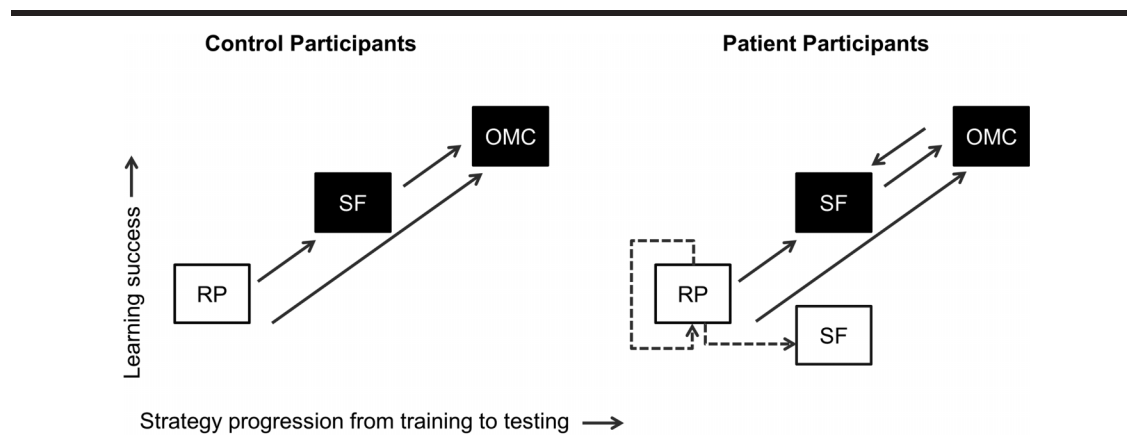 Control Participants
Patient Participants
OMC
OMC
SF
SF
RP
RP
SF
Learning success
Strategy progression from training to testing